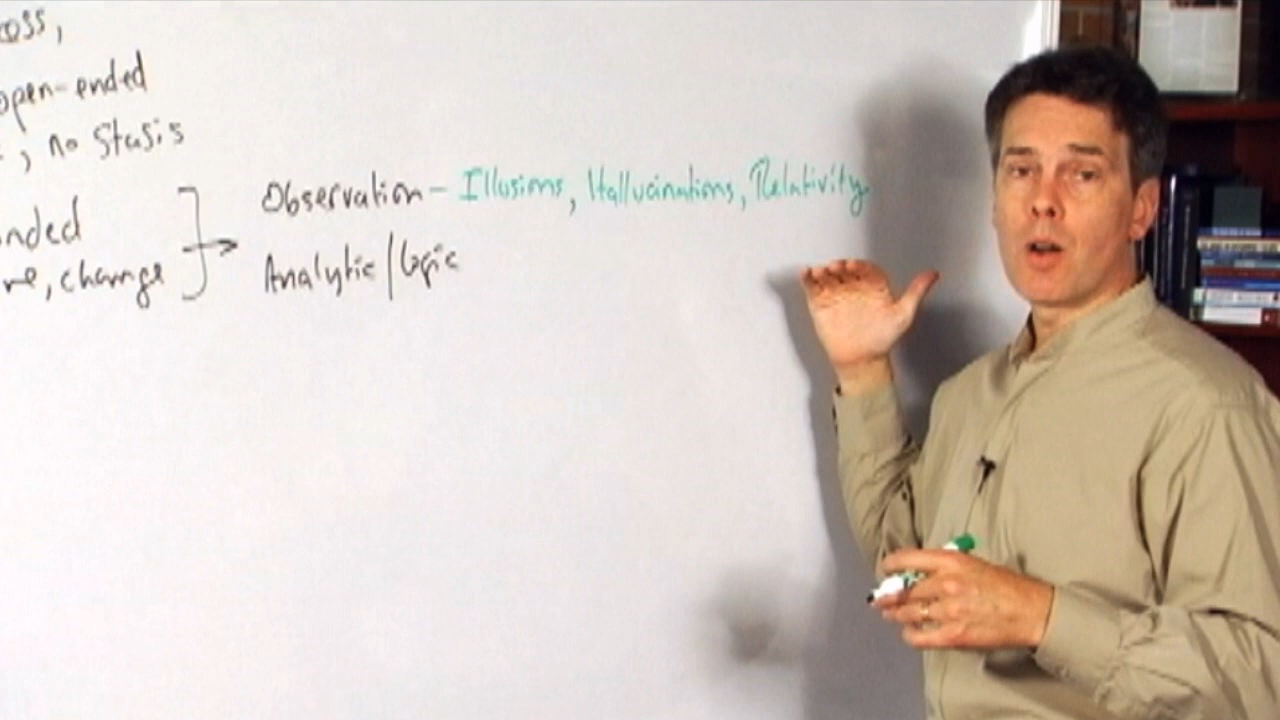 oss,
open-ended
, no stasis
Observation - Illusions, Hallucinations, Relativity
nded
Analytic/Logic
re, change